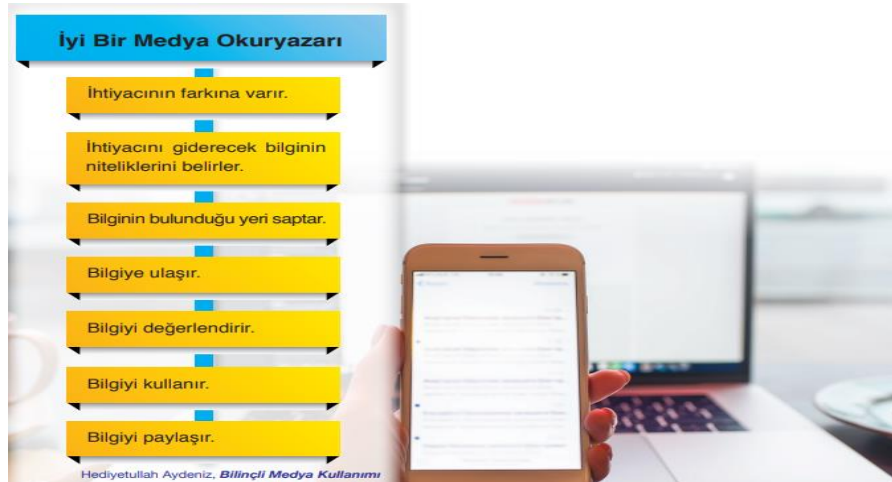 İyi Bir Medya Okuryazarı
İhtiyacının farkına varır.
İhtiyacını giderecek bilginin
niteliklerini belirler.
Bilginin bulunduğu yeri saptar.
Bilgiye ulaşır.
Bilgiyi değerlendirir.
Bilgiyi kullanır.
Bilgiyi paylaşır.
Hediyetullah Aydeniz, Bilinçli Medya Kullanımı